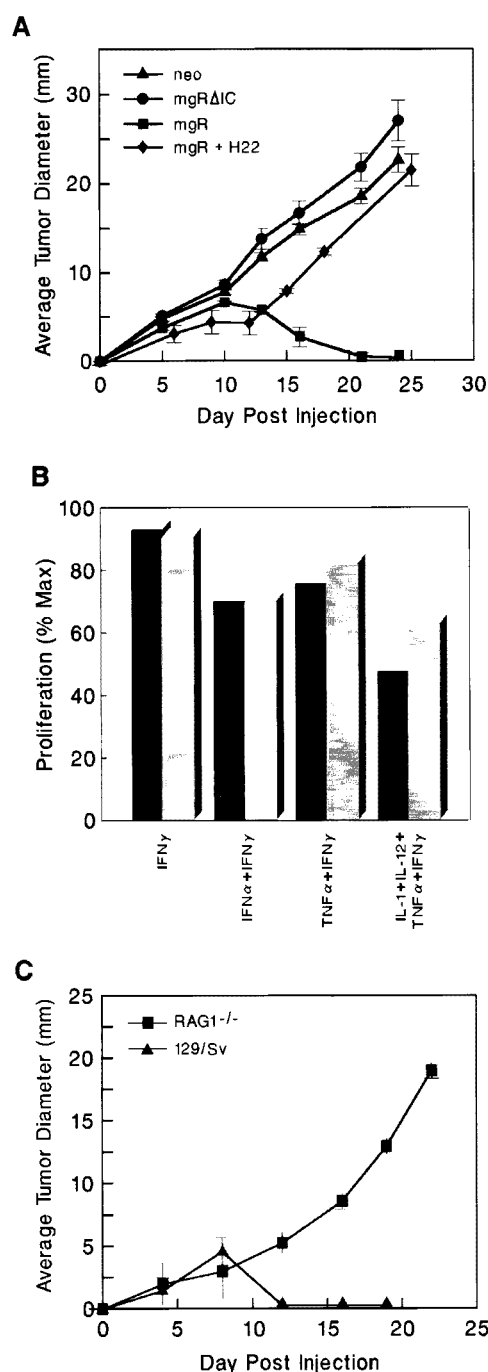 A
neo
mgRΔIC
mgR
mgR + H22
Average Tumor Diameter (mm)
30
20
10
0
0 5 10 15 20 25 30
Day Post Injection
B
Proliferation (% Max)
100
80
60
40
20
0
IFNγ
IFNα+IFNγ
TNFα+IFNγ
IL-1+IL-12+
TNFα+IFNγ
C
RAG1-/-
129/Sv
Average Tumor Diameter (mm)
25
20
15
10
5
0
0 5 10 15 20 25
Day Post Injection